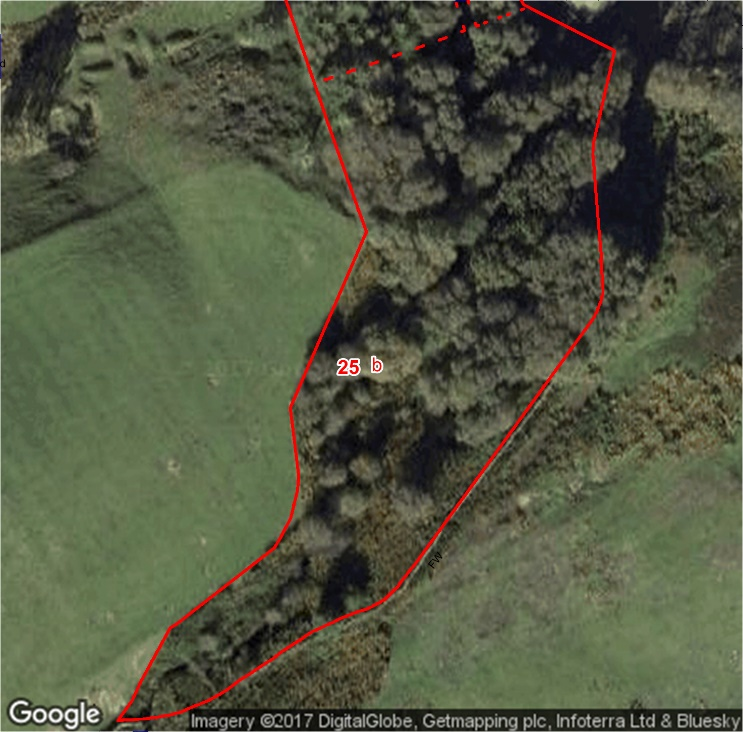 d
25 b
FW
Google
Imagery ©2017 DigitalGlobe, Getmapping plc, Infoterra Ltd & Bluesky